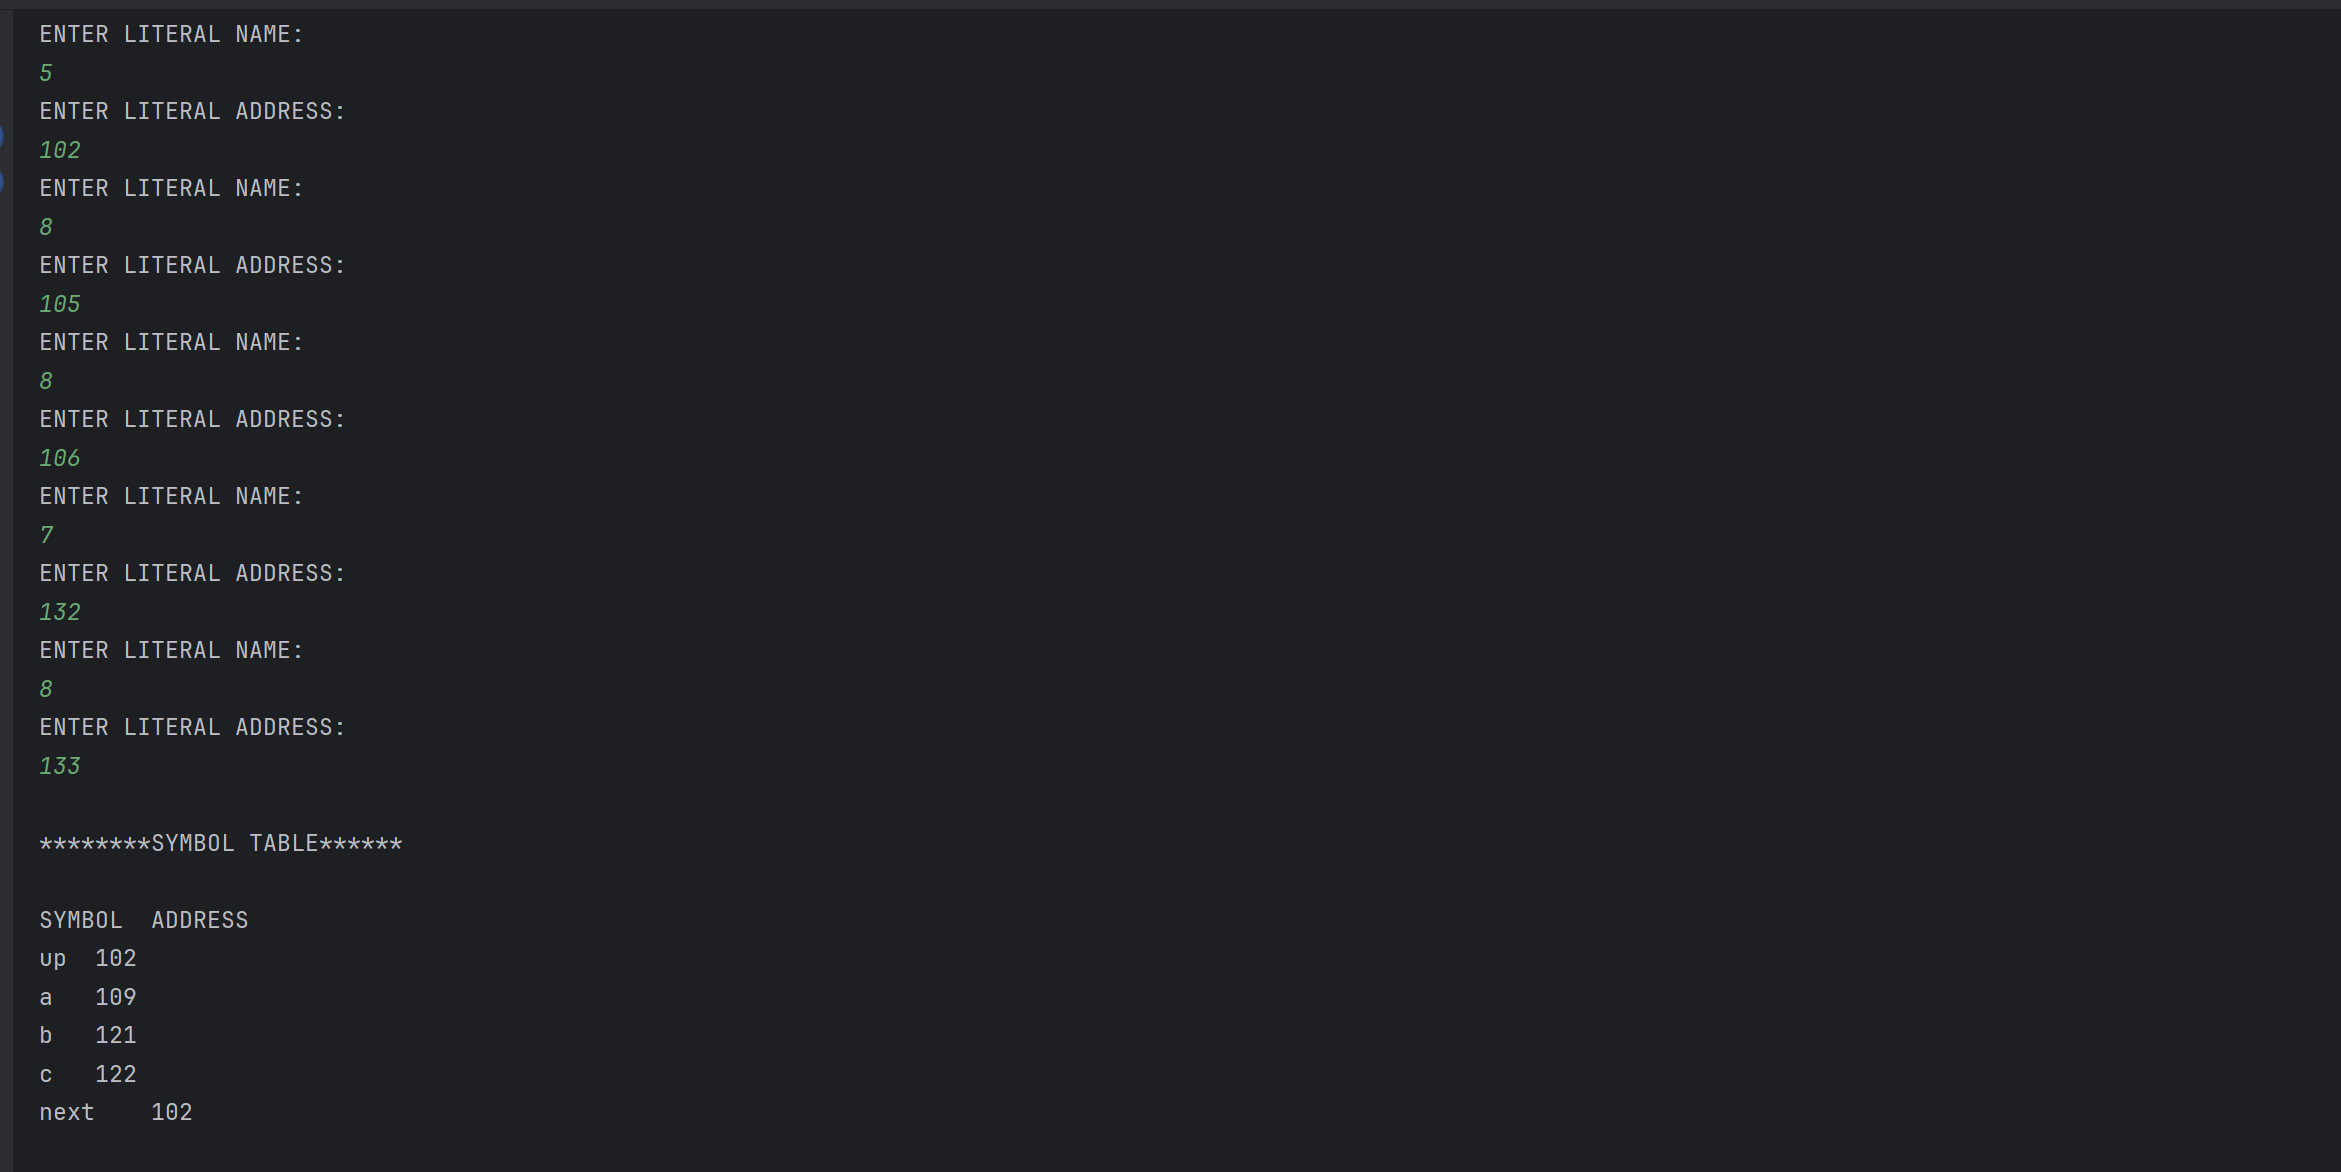 ENTER LITERAL NAME:
5
ENTER LITERAL ADDRESS:
102
ENTER LITERAL NAME:
8
ENTER LITERAL ADDRESS:
105
ENTER LITERAL NAME:
8
ENTER LITERAL ADDRESS:
106
ENTER LITERAL NAME:
7
ENTER LITERAL ADDRESS:
132
ENTER LITERAL NAME:
8
ENTER LITERAL ADDRESS:
133
********SYMBOL TABLE******
SYMBOL  ADDRESS
up  102
a   109
b   121
c   122
next    102